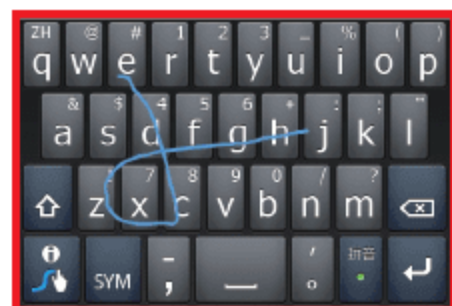 ZH @ # 1 2 3 _ % ( )
q w e r t y u i o p
& $ 4 5 6 + : ; "
a s d f g h j k l
7 8 9 0 / ?
z x c v b n m
SYM - ; ' 。 拼音